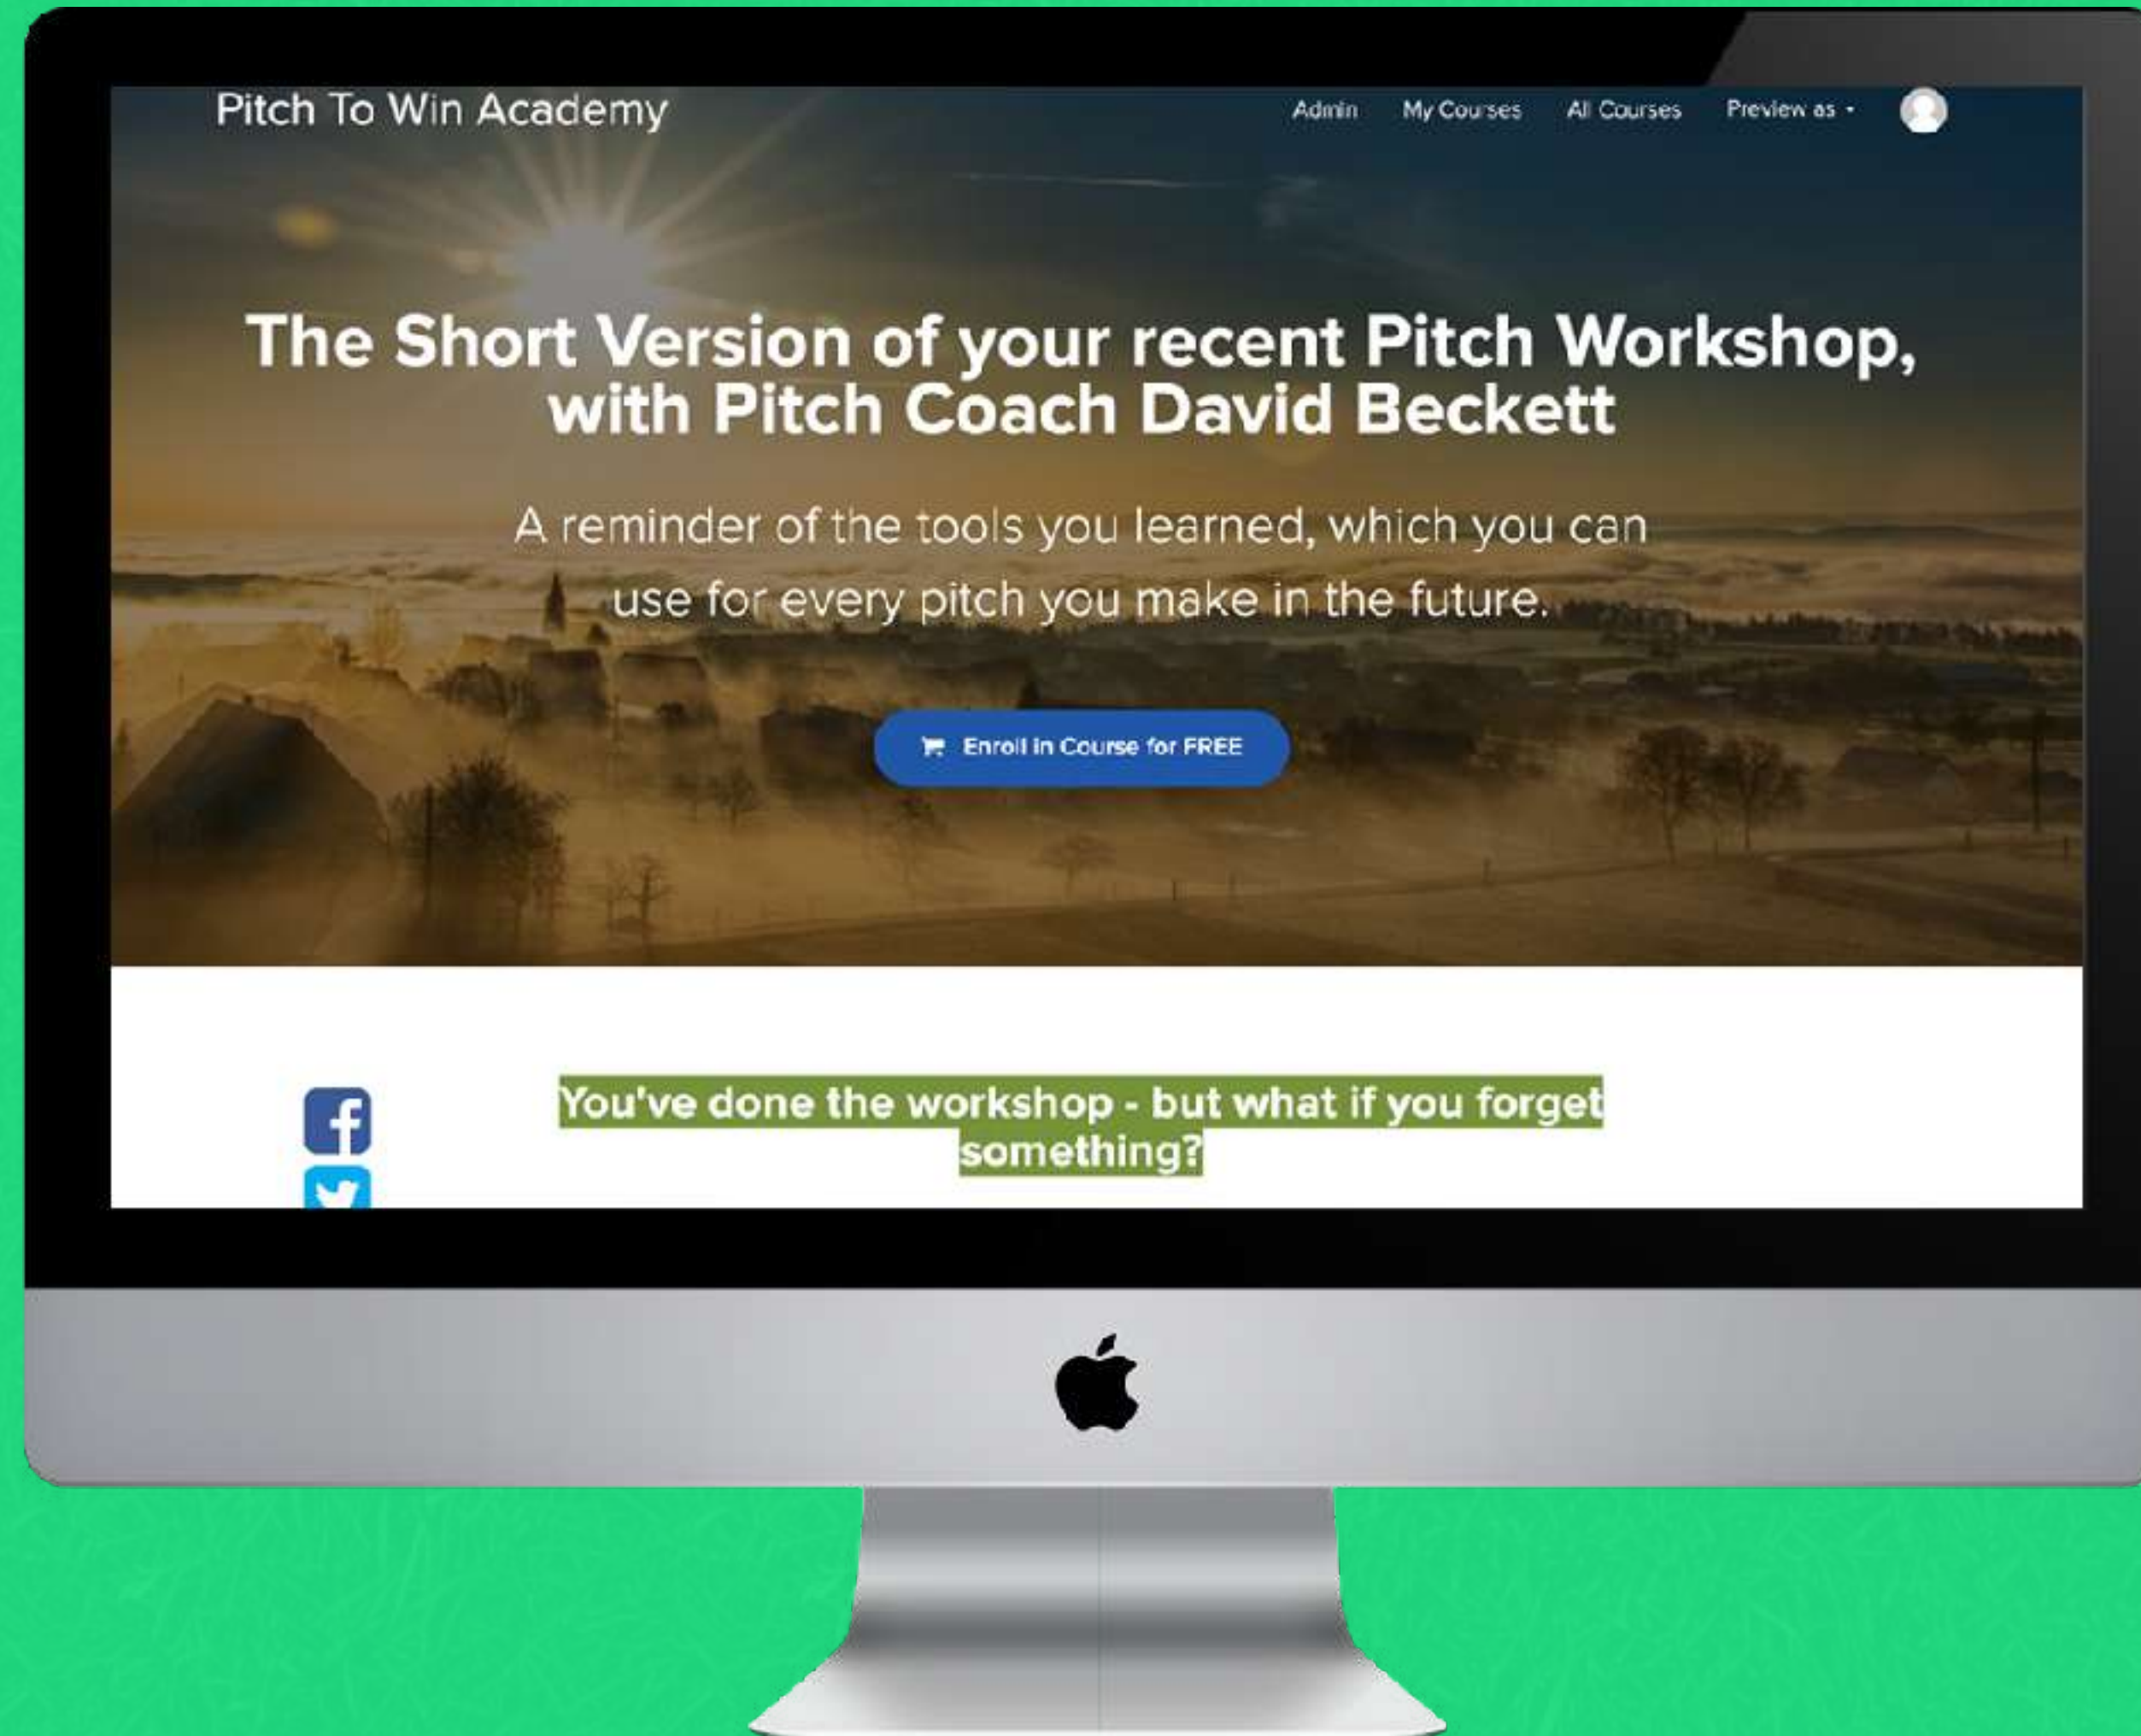 Pitch To Win Academy
Admin My Courses All Courses Preview as
The Short Version of your recent Pitch Workshop,
with Pitch Coach David Beckett
A reminder of the tools you learned, which you can
use for every pitch you make in the future.
Enroll in Course for FREE
You've done the workshop - but what if you forget
something?